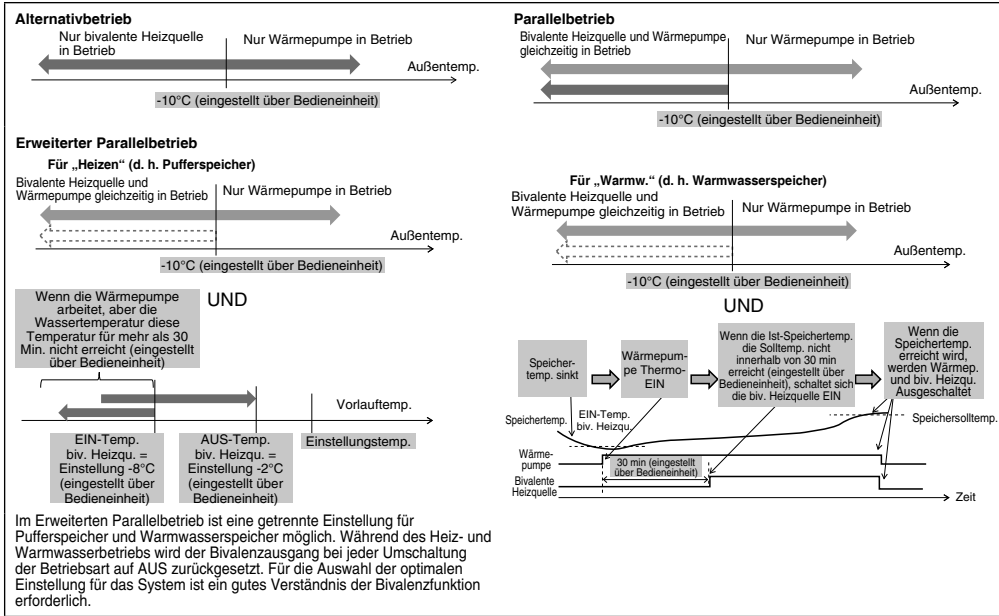 Alternativbetrieb
Nur bivalente Heizquelle
in Betrieb
Nur Wärmepumpe in Betrieb
Außentemp.
-10°C (eingestellt über Bedieneinheit)
Parallelbetrieb
Bivalente Heizquelle und Wärmepumpe
gleichzeitig in Betrieb
Nur Wärmepumpe in Betrieb
Außentemp.
-10°C (eingestellt über Bedieneinheit)
Erweiterter Parallelbetrieb
Für „Heizen“ (d. h. Pufferspeicher)
Bivalente Heizquelle und
Wärmepumpe gleichzeitig in Betrieb
Nur Wärmepumpe in Betrieb
Außentemp.
-10°C (eingestellt über Bedieneinheit)
UND
Wenn die Wärmepumpe
arbeitet, aber die
Wassertemperatur diese
Temperatur für mehr als 30
Min. nicht erreicht (eingestellt
über Bedieneinheit)
Vorlauftemp.
EIN-Temp.
biv. Heizqu. =
Einstellung -8°C
(eingestellt über
Bedieneinheit)
AUS-Temp.
biv. Heizqu. =
Einstellung -2°C
(eingestellt über
Bedieneinheit)
Einstellungstemp.
Im Erweiterten Parallelbetrieb ist eine getrennte Einstellung für
Pufferspeicher und Warmwasserspeicher möglich. Während des Heiz- und
Warmwasserbetriebs wird der Bivalenzausgang bei jeder Umschaltung
der Betriebsart auf AUS zurückgesetzt. Für die Auswahl der optimalen
Einstellung für das System ist ein gutes Verständnis der Bivalenzfunktion
erforderlich.
Für „Warmw.“ (d. h. Warmwasserspeicher)
Bivalente Heizquelle und
Wärmepumpe gleichzeitig in Betrieb
Nur Wärmepumpe in Betrieb
Außentemp.
-10°C (eingestellt über Bedieneinheit)
UND
Speicher-
temp. sinkt
Wärmepum-
pe Thermo-
EIN
Wenn die Ist-Speichertemp.
die Solltemp. nicht
innerhalb von 30 min
erreicht (eingestellt über
Bedieneinheit), schaltet sich
die biv. Heizquelle EIN
Wenn die
Speichertemp.
erreicht wird,
werden Wärmep.
und biv. Heizqu.
Ausgeschaltet
Speichertemp.
EIN-Temp.
biv. Heizqu.
Speichersolltemp.
Wärme-
pumpe
30 min (eingestellt
über Bedieneinheit)
Bivalente
Heizquelle
Zeit